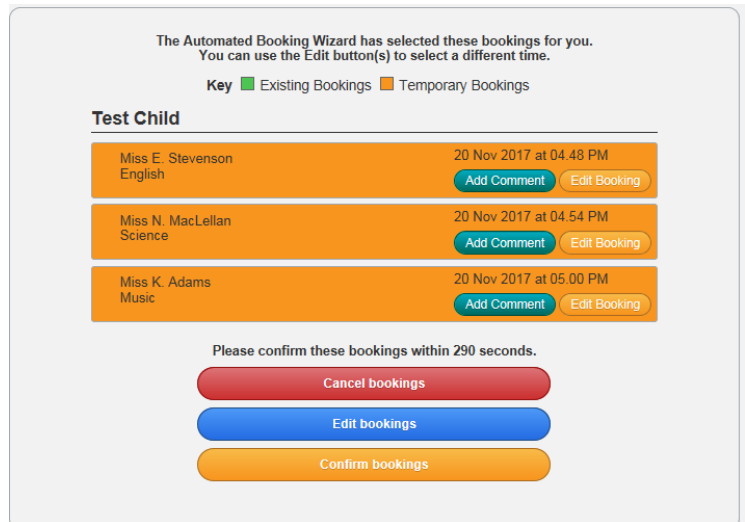 The Automated Booking Wizard has selected these bookings for you.
You can use the Edit button(s) to select a different time.
Key Existing Bookings Temporary Bookings
Test Child
Miss E. Stevenson
English
20 Nov 2017 at 04.48 PM
Add Comment Edit Booking
Miss N. MacLellan
Science
20 Nov 2017 at 04.54 PM
Add Comment Edit Booking
Miss K. Adams
Music
20 Nov 2017 at 05.00 PM
Add Comment Edit Booking
Please confirm these bookings within 290 seconds.
Cancel bookings
Edit bookings
Confirm bookings